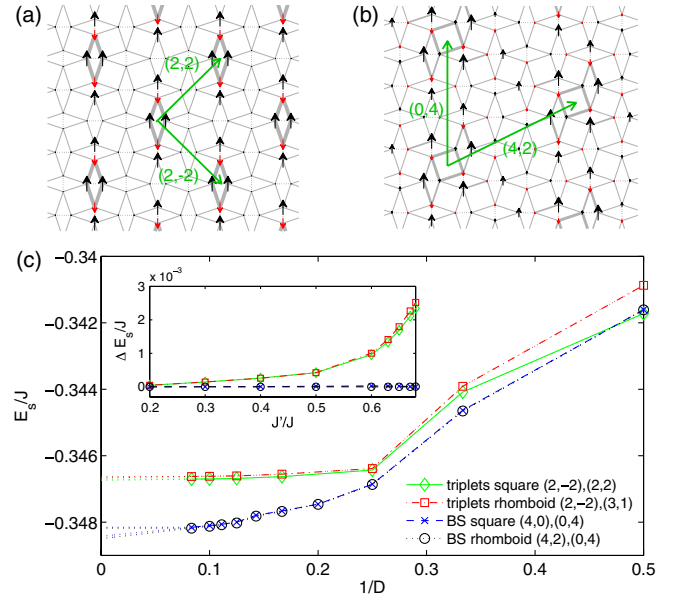 (a)
(2,2)
(2,-2)
(b)
(0,4)
(4,2)
(c)
−0.34
−0.342
−0.344
−0.346
−0.348
E_s/J
0
0.1
0.2
0.3
0.4
0.5
1/D
x 10⁻³
3
2
1
0
Δ E_s/J
0.2
0.3
0.4
0.5
0.6
J'/J
triplets square (2,−2),(2,2)
triplets rhomboid (2,−2),(3,1)
BS square (4,0),(0,4)
BS rhomboid (4,2),(0,4)